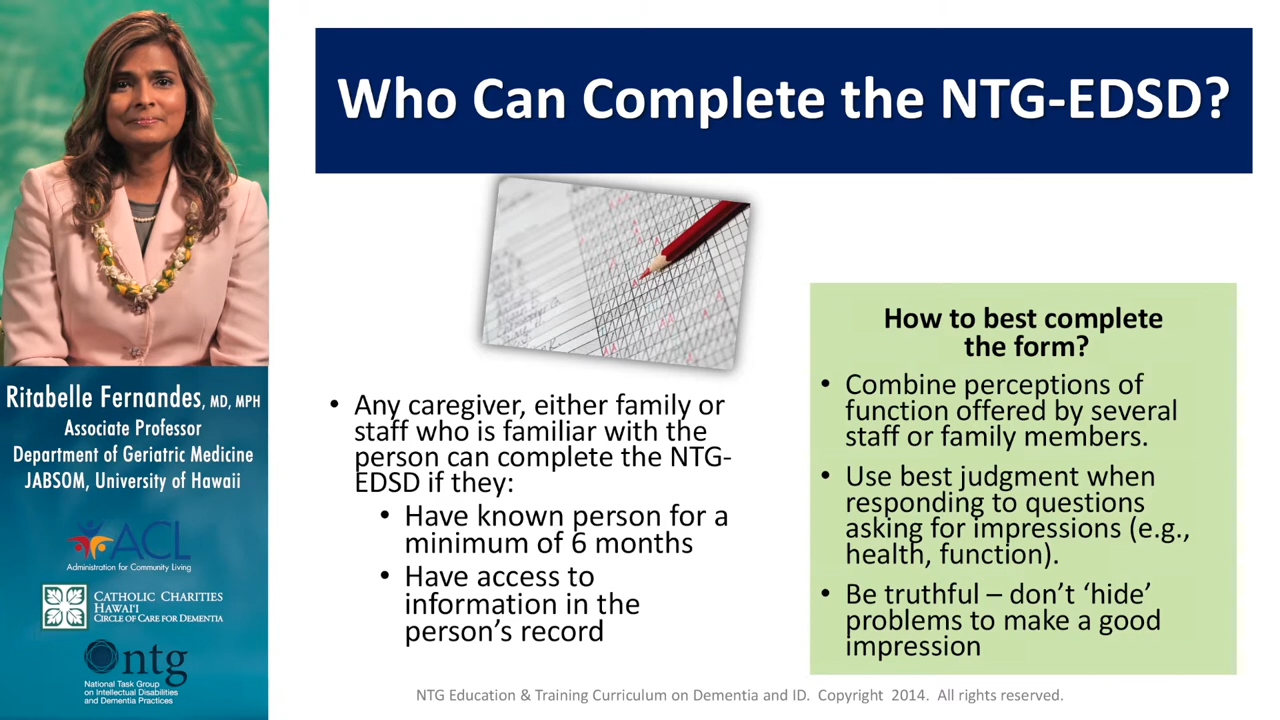 Who Can Complete the NTG-EDSD?
Ritabelle Fernandes, MD, MPH
Associate Professor
Department of Geriatric Medicine
JABSOM, University of Hawaii
ACL
Administration for Community Living
CATHOLIC CHARITIES
HAWAI‘I
CIRCLE OF CARE FOR DEMENTIA
ntg
National Task Group
on Intellectual Disabilities
and Dementia Practices
• Any caregiver, either family or
staff who is familiar with the
person can complete the NTG-
EDSD if they:
• Have known person for a
minimum of 6 months
• Have access to
information in the
person’s record
How to best complete
the form?
• Combine perceptions of
function offered by several
staff or family members.
• Use best judgment when
responding to questions
asking for impressions (e.g.,
health, function).
• Be truthful – don’t ‘hide’
problems to make a good
impression
NTG Education & Training Curriculum on Dementia and ID. Copyright 2014. All rights reserved.